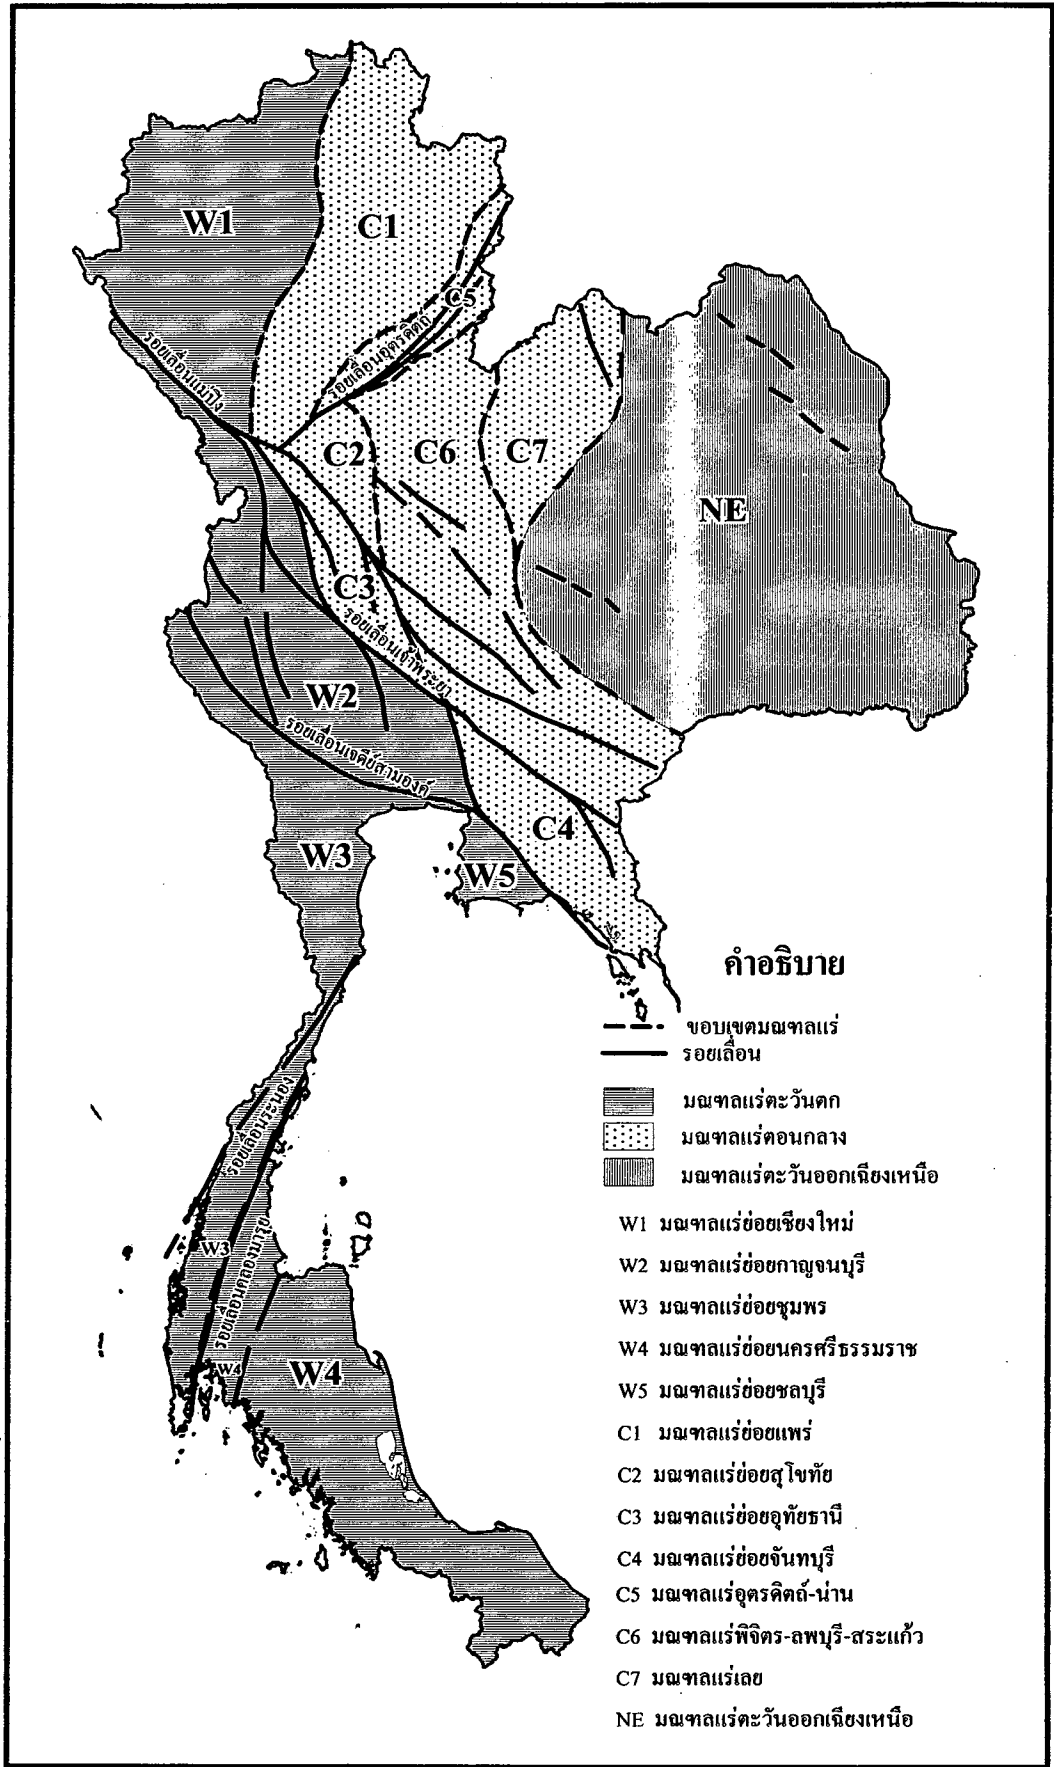 W1
C1
C5
รอยเลื่อนอุตรดิตถ์
รอยเลื่อนแม่ปิง
C2
C6
C7
NE
C3
รอยเลื่อนเจ้าพระยา
W2
รอยเลื่อนเจดีย์สามองค์
C4
W3
W5
คำอธิบาย
ขอบเขตมณฑลแร่
รอยเลื่อน
มณฑลแร่ตะวันตก
มณฑลแร่ตอนกลาง
มณฑลแร่ตะวันออกเฉียงเหนือ
รอยเลื่อนระนอง
W3
รอยเลื่อนคลองมารุย
W4
W4
W1 มณฑลแร่ย่อยเชียงใหม่
W2 มณฑลแร่ย่อยกาญจนบุรี
W3 มณฑลแร่ย่อยชุมพร
W4 มณฑลแร่ย่อยนครศรีธรรมราช
W5 มณฑลแร่ย่อยชลบุรี
C1 มณฑลแร่ย่อยแพร่
C2 มณฑลแร่ย่อยสุโขทัย
C3 มณฑลแร่ย่อยอุทัยธานี
C4 มณฑลแร่ย่อยจันทบุรี
C5 มณฑลแร่อุตรดิตถ์-น่าน
C6 มณฑลแร่พิจิตร-ลพบุรี-สระแก้ว
C7 มณฑลแร่เลย
NE มณฑลแร่ตะวันออกเฉียงเหนือ